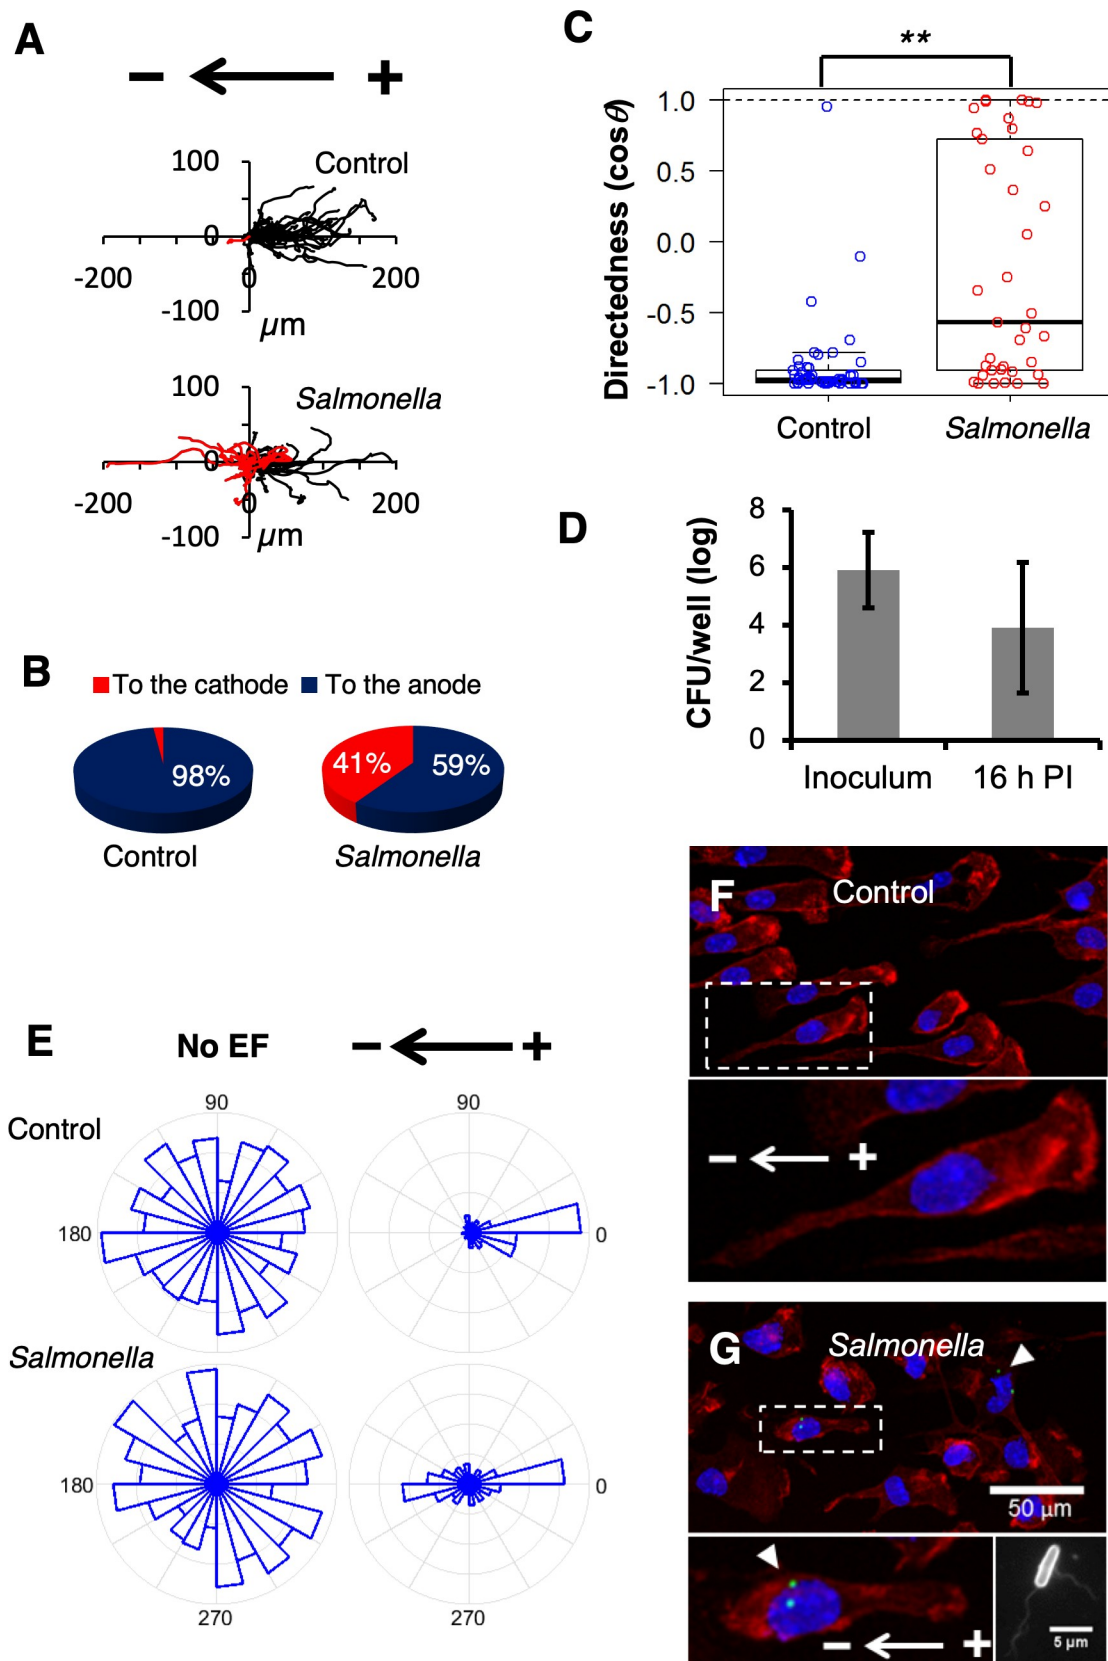 A
− +
100 Control
0
-200 0 200
-100 µm
100 Salmonella
0
-200 0 200
-100 µm
B
To the cathode To the anode
98%
41% 59%
Control Salmonella
C
**
Directedness (cosθ)
1.0
0.5
0.0
-0.5
-1.0
Control Salmonella
D
CFU/well (log)
8
6
4
2
0
Inoculum 16 h PI
E No EF − +
90 90
Control
180 0
Salmonella
180 0
270 270
F Control
− +
G Salmonella
50 µm
− +
5 µm